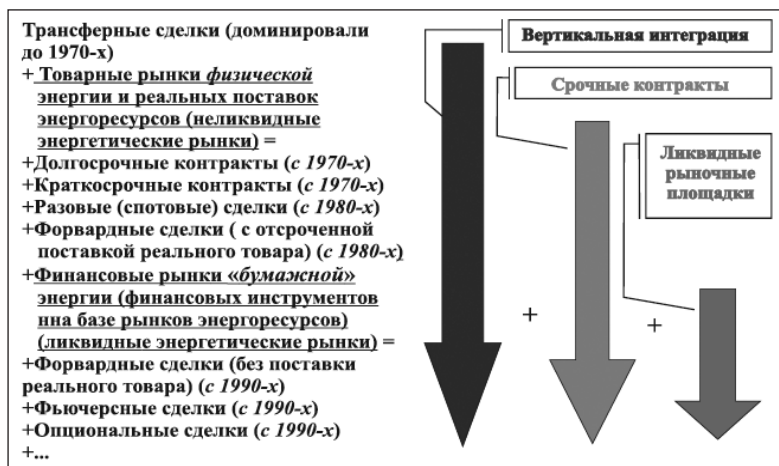 Трансферные сделки (доминировали
до 1970-х)
+ Товарные рынки физической
энергии и реальных поставок
энергоресурсов (неликвидные
энергетические рынки) =
+Долгосрочные контракты (с 1970-х)
+Краткосрочные контракты (с 1970-х)
+Разовые (спотовые) сделки (с 1980-х)
+Форвардные сделки ( с отсроченной
поставкой реального товара) (с 1980-х)
+Финансовые рынки «бумажной»
энергии (финансовых инструментов
пна базе рынков энергоресурсов)
(ликвидные энергетические рынки) =
+Форвардные сделки (без поставки
реального товара) (с 1990-х)
+Фьючерсные сделки (с 1990-х)
+Опциональные сделки (с 1990-х)
+...
Вертикальная интеграция
Срочные контракты
Ликвидные
рыночные
площадки
+
+